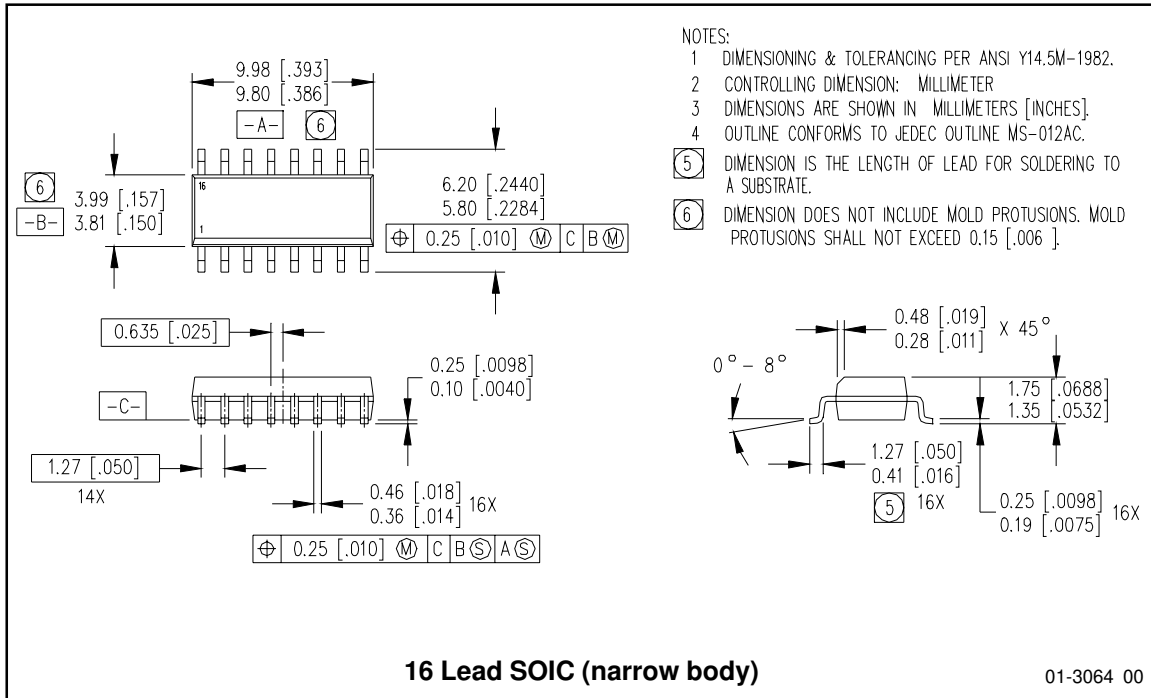 9.98 [.393]
9.80 [.386]
-A- 6
6
3.99 [.157]
-B- 3.81 [.150]
16
1
6.20 [.2440]
5.80 [.2284]
⌖ 0.25 [.010] Ⓜ C B Ⓜ
NOTES:
1 DIMENSIONING & TOLERANCING PER ANSI Y14.5M-1982.
2 CONTROLLING DIMENSION: MILLIMETER
3 DIMENSIONS ARE SHOWN IN MILLIMETERS [INCHES].
4 OUTLINE CONFORMS TO JEDEC OUTLINE MS-012AC.
5 DIMENSION IS THE LENGTH OF LEAD FOR SOLDERING TO
A SUBSTRATE.
6 DIMENSION DOES NOT INCLUDE MOLD PROTUSIONS. MOLD
PROTUSIONS SHALL NOT EXCEED 0.15 [.006 ].
0.635 [.025]
0.25 [.0098]
0.10 [.0040]
-C-
1.27 [.050]
14X
0.46 [.018]
0.36 [.014] 16X
⌖ 0.25 [.010] Ⓜ C B Ⓢ A Ⓢ
0.48 [.019]
0.28 [.011] X 45°
0° - 8°
1.75 [.0688]
1.35 [.0532]
1.27 [.050]
0.41 [.016]
5 16X
0.25 [.0098]
0.19 [.0075] 16X
16 Lead SOIC (narrow body)
01-3064 00